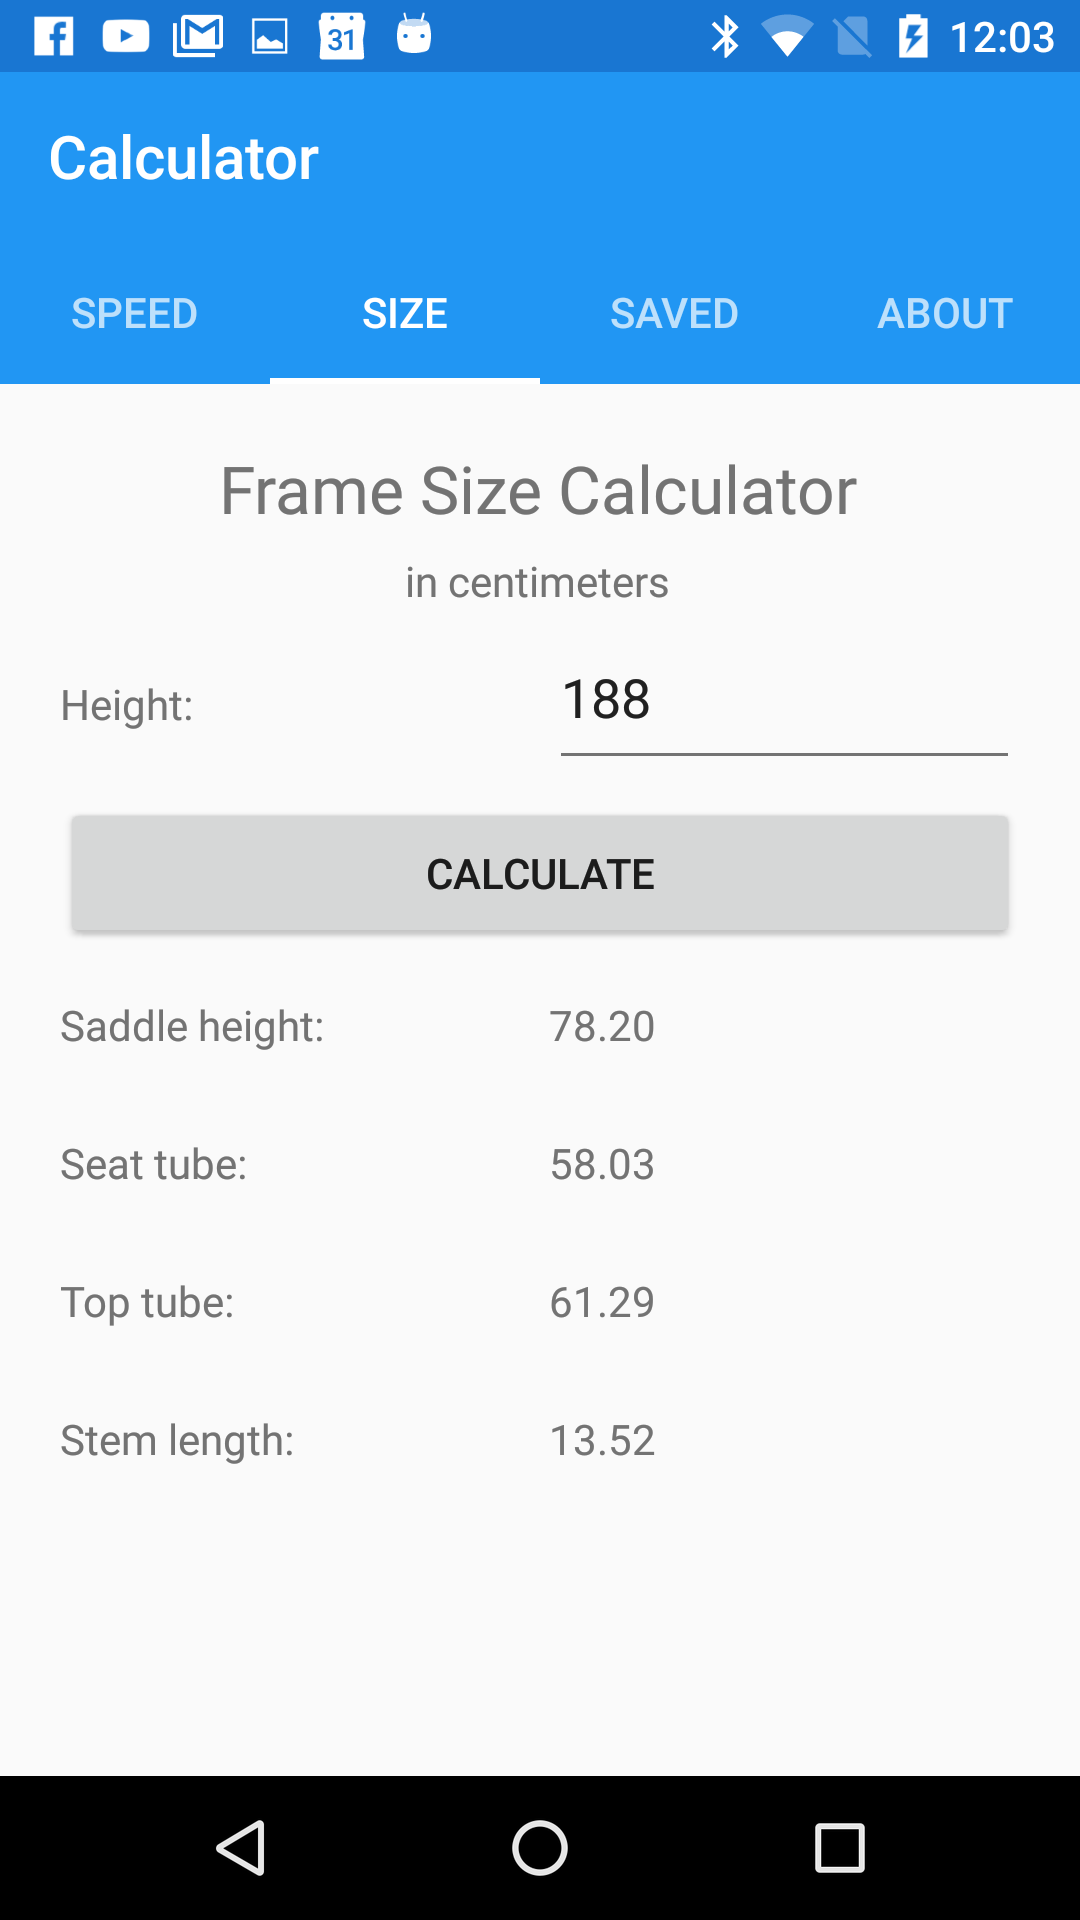 31 12:03
Calculator
SPEED SIZE SAVED ABOUT
Frame Size Calculator
in centimeters
Height: 188
CALCULATE
Saddle height: 78.20
Seat tube: 58.03
Top tube: 61.29
Stem length: 13.52